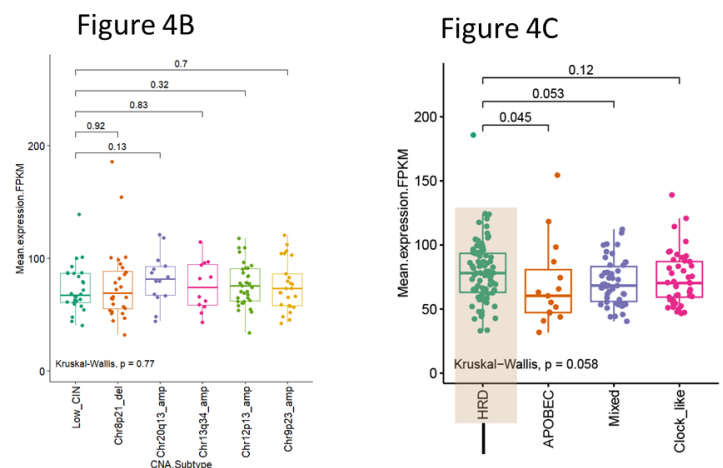 Figure 4B
0.7
0.32
0.83
0.92
0.13
200
100
0
Mean.expression.FPKM
Kruskal-Wallis, p = 0.77
Low_CIN
Chr8p21_del
Chr20q13_amp
Chr13q34_amp
Chr12p13_amp
Chr9p23_amp
CNA.Subtype
Figure 4C
0.12
0.053
0.045
200
150
100
50
0
Mean.expression.FPKM
Kruskal-Wallis, p = 0.058
HRD
APOBEC
Mixed
Clock_like